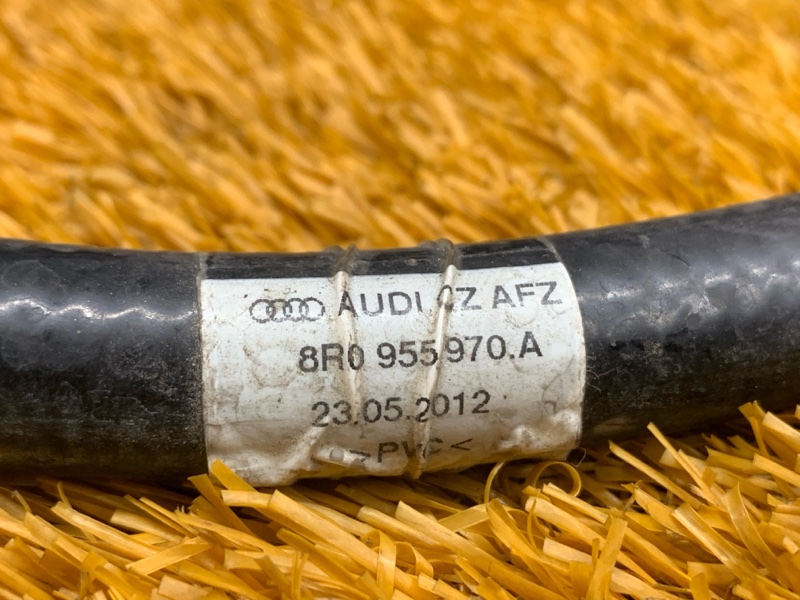 AUDI CZ AFZ
8R0 955 970.A
23.05.2012
>PVC<